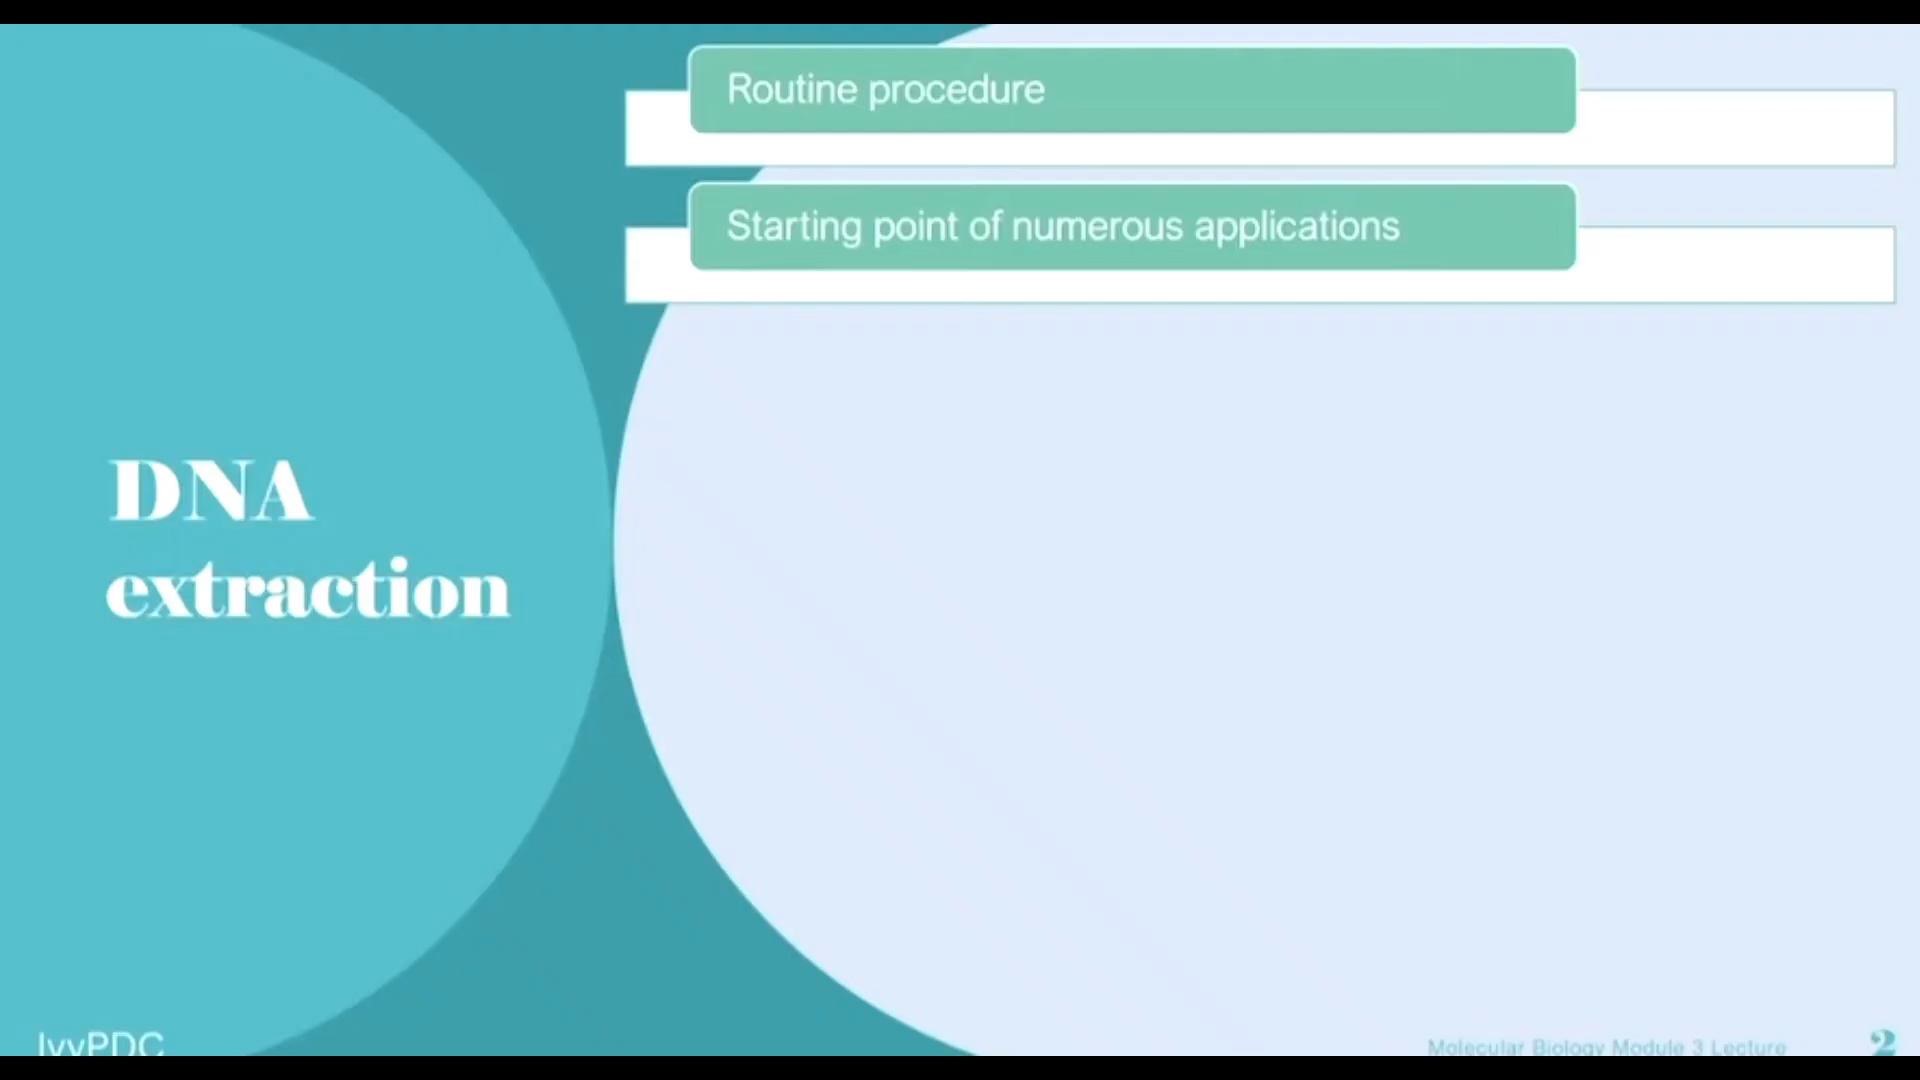 Routine procedure
Starting point of numerous applications
DNA
extraction
IvyPDC
Molecular Biology Module 3 Lecture
2